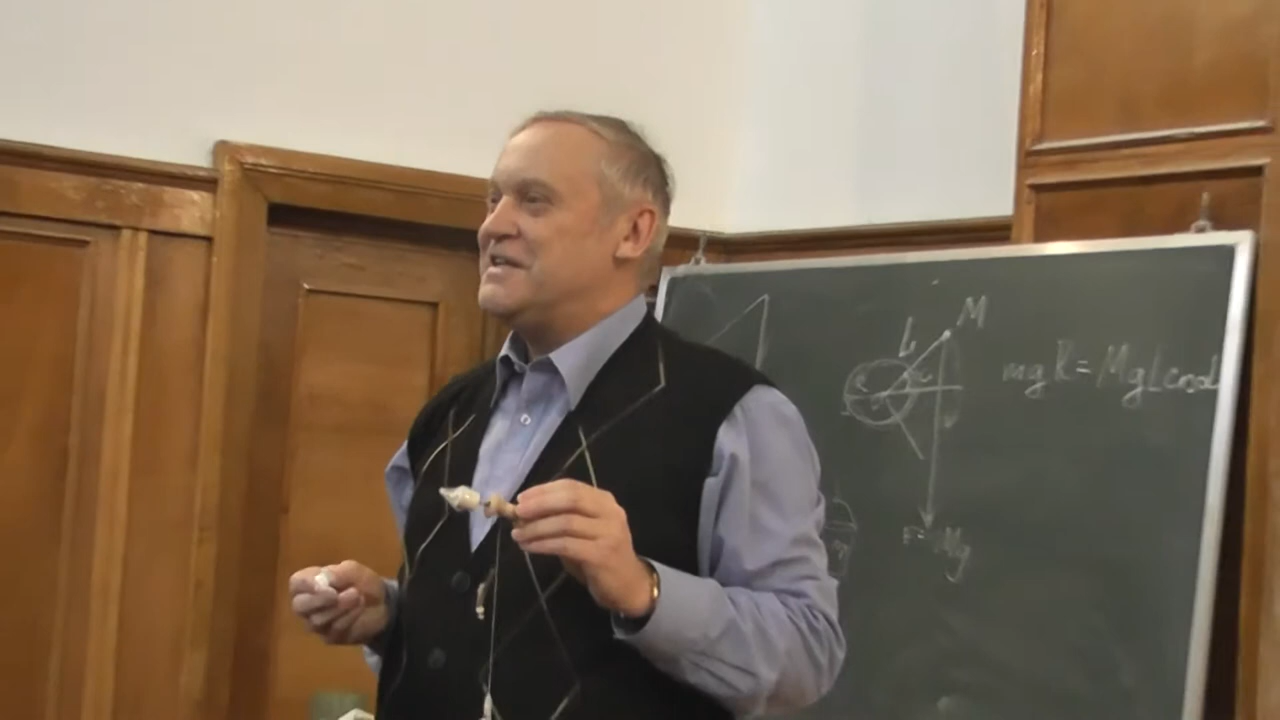 M
L
mgR = MgLcosα
F=Mg